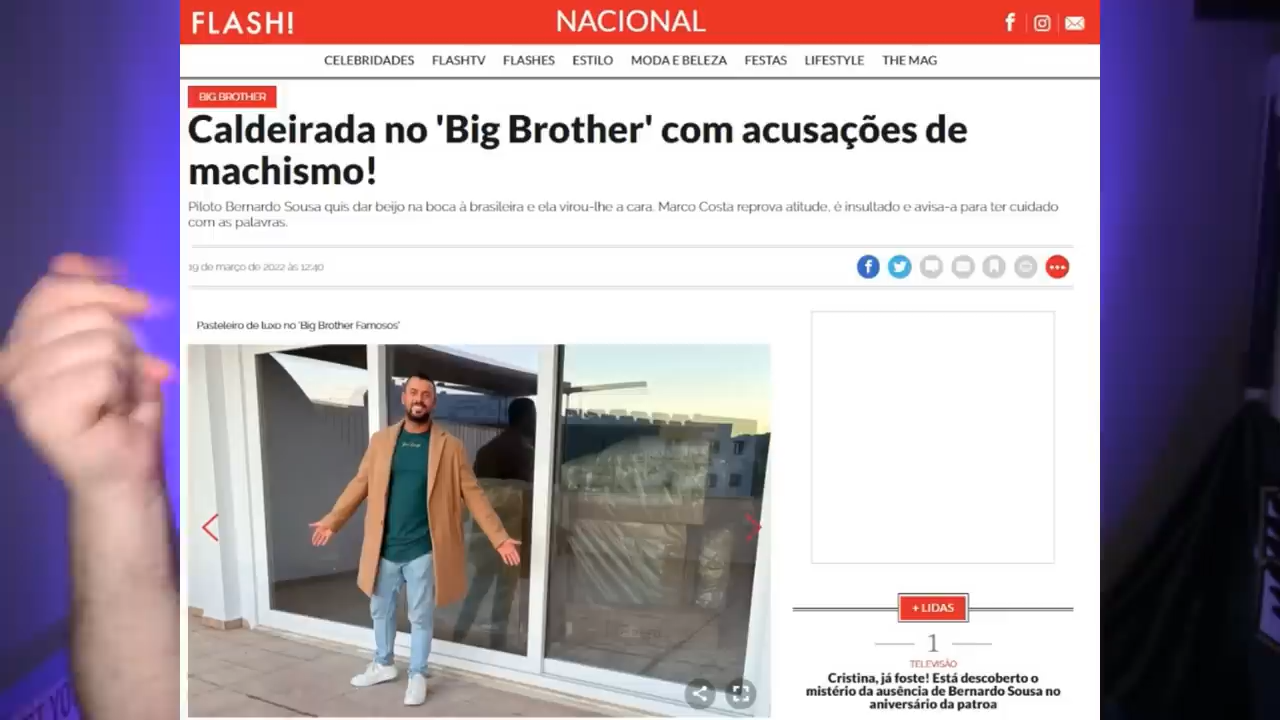 FLASH!
NACIONAL
CELEBRIDADES FLASHTV FLASHES ESTILO MODA E BELEZA FESTAS LIFESTYLE THE MAG
BIG BROTHER
Caldeirada no 'Big Brother' com acusações de
machismo!
Piloto Bernardo Sousa quis dar beijo na boca à brasileira e ela virou-lhe a cara. Marco Costa reprova atitude, é insultado e avisa-a para ter cuidado
com as palavras.
19 de março de 2022 às 12:40
Pasteleiro de luxo no 'Big Brother Famosos'
+ LIDAS
1
TELEVISÃO
Cristina, já foste! Está descoberto o
mistério da ausência de Bernardo Sousa no
aniversário da patroa